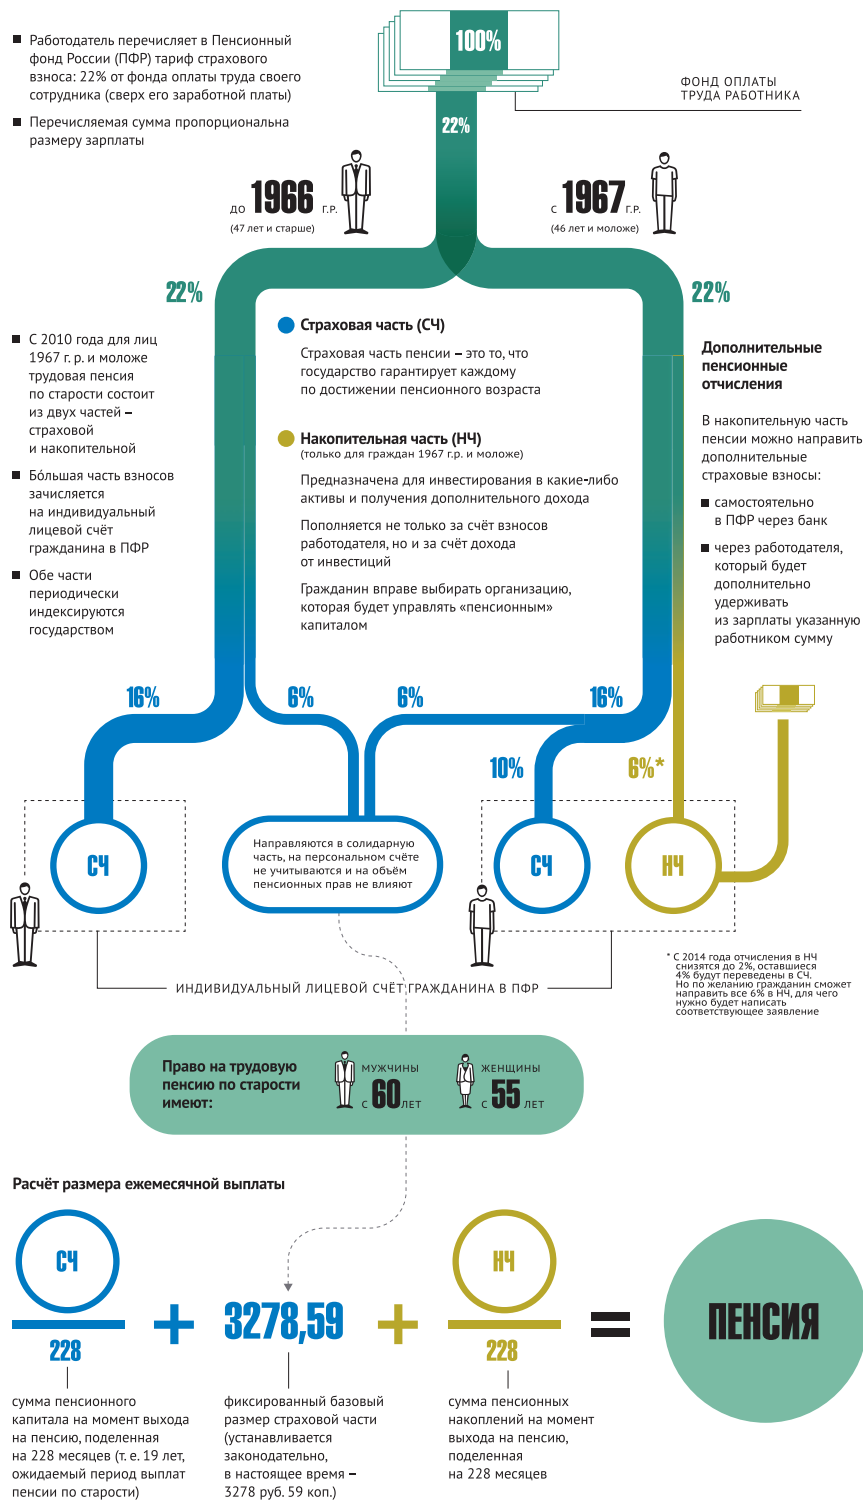 ■ Работодатель перечисляет в Пенсионный
фонд России (ПФР) тариф страхового
взноса: 22% от фонда оплаты труда своего
сотрудника (сверх его заработной платы)
■ Перечисляемая сумма пропорциональна
размеру зарплаты
100%
ФОНД ОПЛАТЫ
ТРУДА РАБОТНИКА
22%
ДО 1966 Г.Р.
(47 лет и старше)
С 1967 Г.Р.
(46 лет и моложе)
22%
22%
■ С 2010 года для лиц
1967 г. р. и моложе
трудовая пенсия
по старости состоит
из двух частей –
страховой
и накопительной
■ Бо́льшая часть взносов
зачисляется
на индивидуальный
лицевой счёт
гражданина в ПФР
■ Обе части
периодически
индексируются
государством
Страховая часть (СЧ)
Страховая часть пенсии – это то, что
государство гарантирует каждому
по достижении пенсионного возраста
Накопительная часть (НЧ)
(только для граждан 1967 г.р. и моложе)
Предназначена для инвестирования в какие-либо
активы и получения дополнительного дохода
Пополняется не только за счёт взносов
работодателя, но и за счёт дохода
от инвестиций
Гражданин вправе выбирать организацию,
которая будет управлять «пенсионным»
капиталом
Дополнительные
пенсионные
отчисления
В накопительную часть
пенсии можно направить
дополнительные
страховые взносы:
■ самостоятельно
в ПФР через банк
■ через работодателя,
который будет
дополнительно
удерживать
из зарплаты указанную
работником сумму
16%
6%
6%
16%
10%
6%*
СЧ
Направляются в солидарную
часть, на персональном счёте
не учитываются и на объём
пенсионных прав не влияют
СЧ
НЧ
ИНДИВИДУАЛЬНЫЙ ЛИЦЕВОЙ СЧЁТ ГРАЖДАНИНА В ПФР
* С 2014 года отчисления в НЧ
снизятся до 2%, оставшиеся
4% будут переведены в СЧ.
Но по желанию гражданин сможет
направить все 6% в НЧ, для чего
нужно будет написать
соответствующее заявление
Право на трудовую
пенсию по старости
имеют:
МУЖЧИНЫ
С 60 ЛЕТ
ЖЕНЩИНЫ
С 55 ЛЕТ
Расчёт размера ежемесячной выплаты
СЧ
228
+
3278,59
+
НЧ
228
=
ПЕНСИЯ
сумма пенсионного
капитала на момент выхода
на пенсию, поделенная
на 228 месяцев (т. е. 19 лет,
ожидаемый период выплат
пенсии по старости)
фиксированный базовый
размер страховой части
(устанавливается
законодательно,
в настоящее время –
3278 руб. 59 коп.)
сумма пенсионных
накоплений на момент
выхода на пенсию,
поделенная
на 228 месяцев